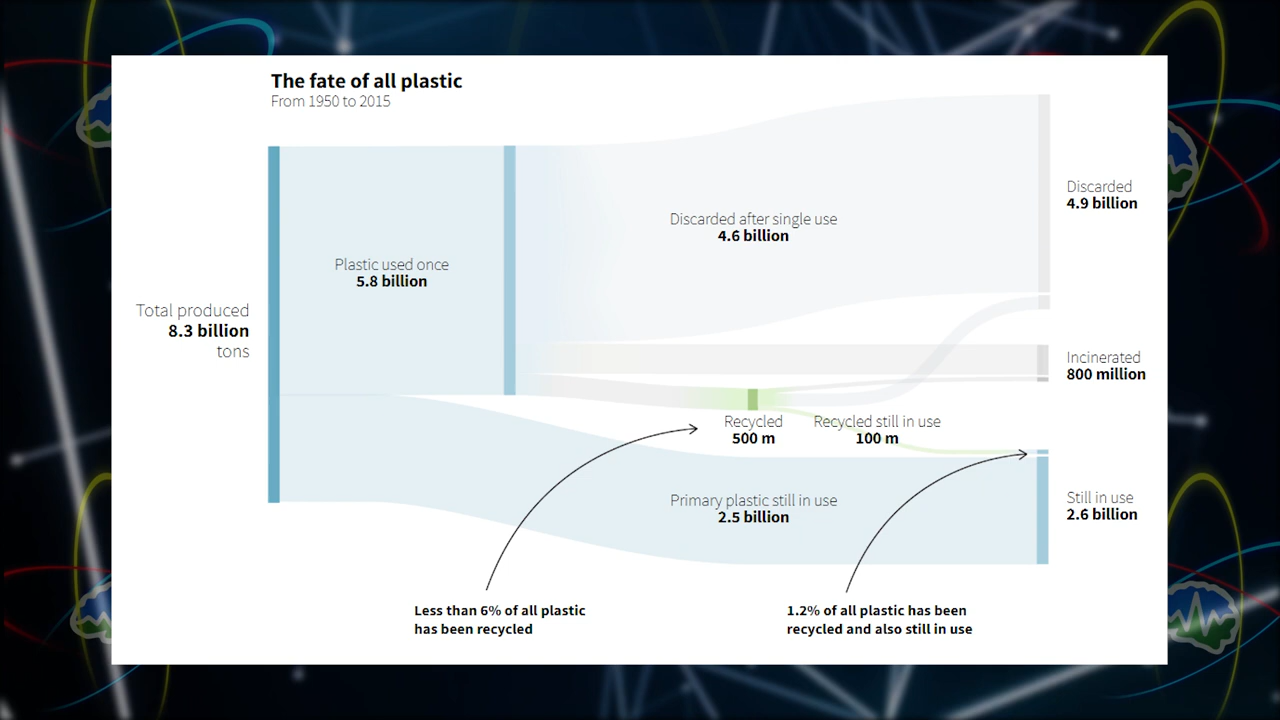 The fate of all plastic
From 1950 to 2015
Total produced
8.3 billion
tons
Plastic used once
5.8 billion
Discarded after single use
4.6 billion
Discarded
4.9 billion
Incinerated
800 million
Recycled
500 m
Recycled still in use
100 m
Primary plastic still in use
2.5 billion
Still in use
2.6 billion
Less than 6% of all plastic
has been recycled
1.2% of all plastic has been
recycled and also still in use